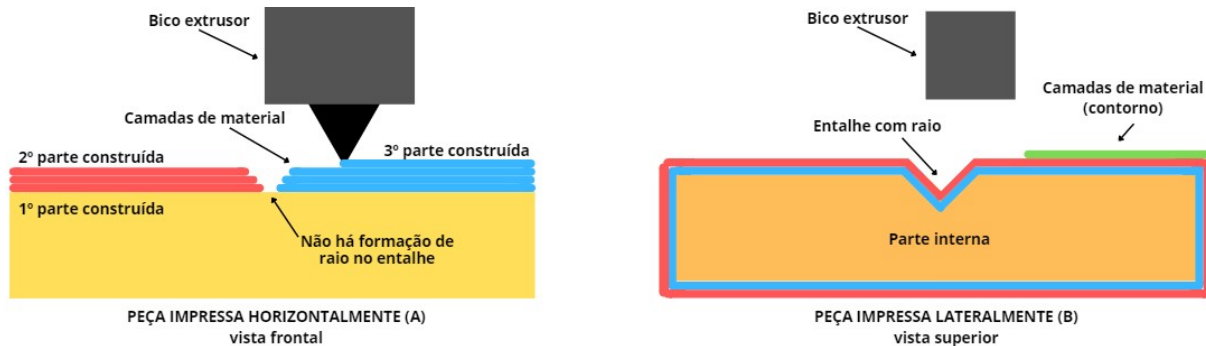 Bico extrusor
Camadas de material
2º parte construída
3º parte construída
1º parte construída
Não há formação de
raio no entalhe
PEÇA IMPRESSA HORIZONTALMENTE (A)
vista frontal
Bico extrusor
Camadas de material
(contorno)
Entalhe com raio
Parte interna
PEÇA IMPRESSA LATERALMENTE (B)
vista superior